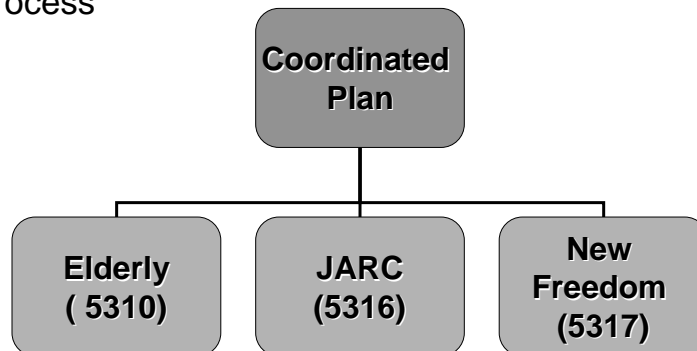 ocess
Coordinated
Plan
Elderly
( 5310)
JARC
(5316)
New
Freedom
(5317)